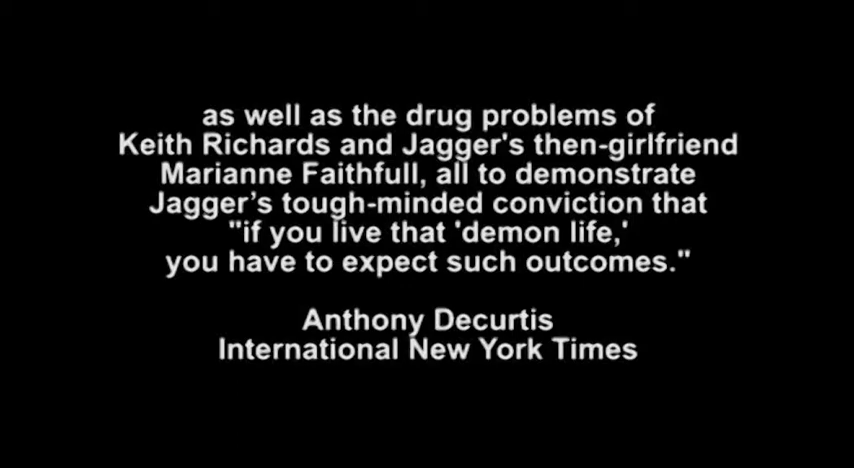 as well as the drug problems of
Keith Richards and Jagger's then-girlfriend
Marianne Faithfull, all to demonstrate
Jagger’s tough-minded conviction that
"if you live that 'demon life,'
you have to expect such outcomes."
Anthony Decurtis
International New York Times